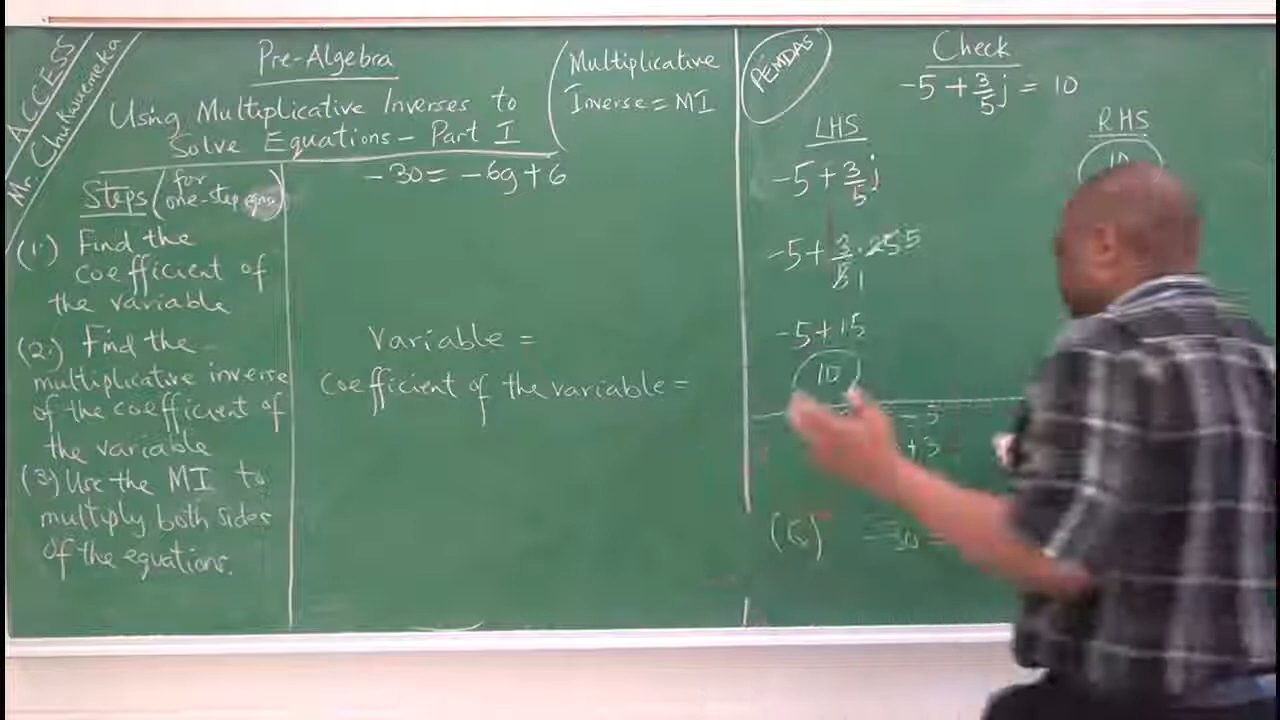 ACCESS
Mr. Chukwuemeka
Pre-Algebra
Using Multiplicative Inverses to
Solve Equations - Part I
(Multiplicative
Inverse = MI
Steps (for
one-step eqns.)
(1.) Find the
coefficient of
the variable
(2.) Find the
multiplicative inverse
of the coefficient of
the variable
(3.) Use the MI to
multiply both sides
of the equations.
-30 = -6g + 6
Variable =
Coefficient of the variable =
PEMDAS
Check
-5 + 3/5 j = 10
LHS
-5 + 3/5 j
-5 + 3/5 · 25 5
1
-5 + 15
10
RHS
10